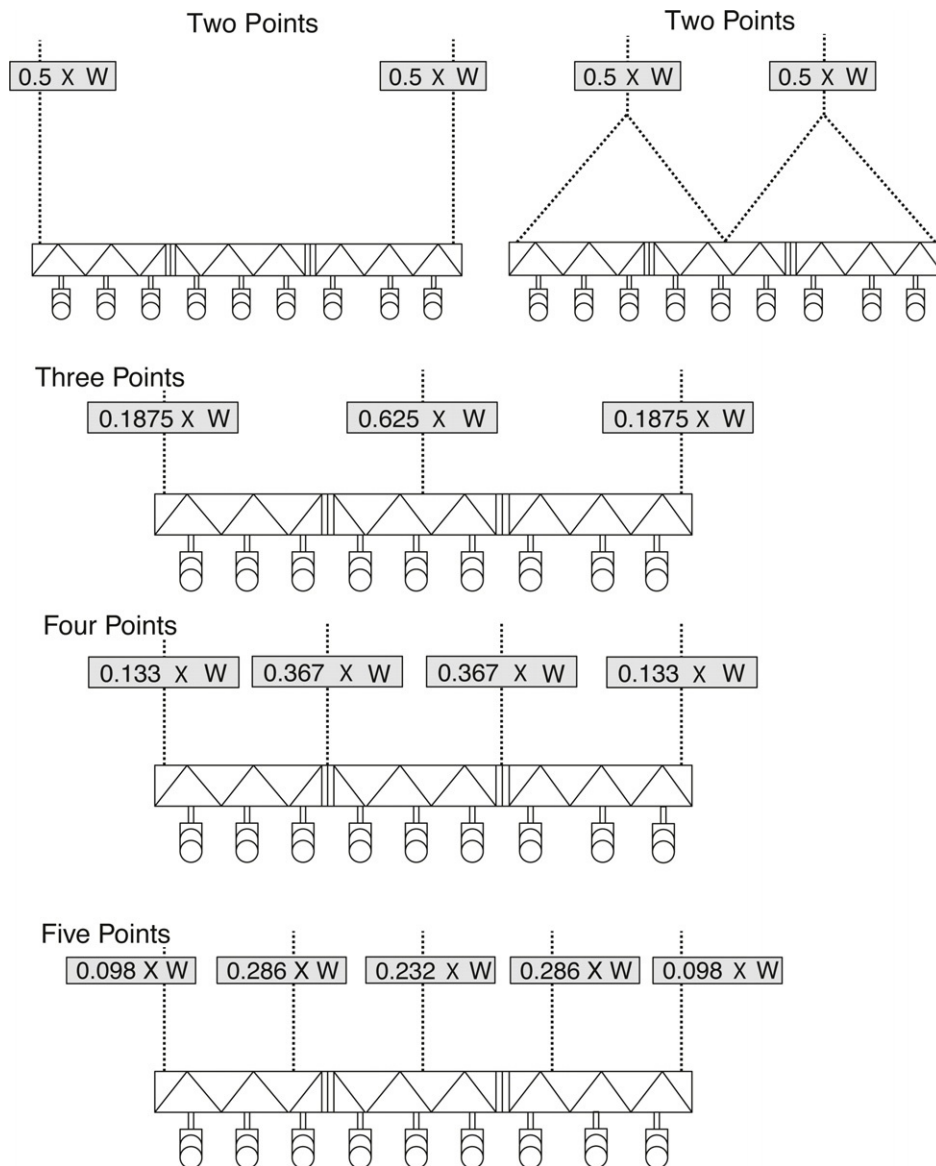 Two Points
Two Points
0.5 X W
0.5 X W
0.5 X W
0.5 X W
Three Points
0.1875 X W
0.625 X W
0.1875 X W
Four Points
0.133 X W
0.367 X W
0.367 X W
0.133 X W
Five Points
0.098 X W
0.286 X W
0.232 X W
0.286 X W
0.098 X W